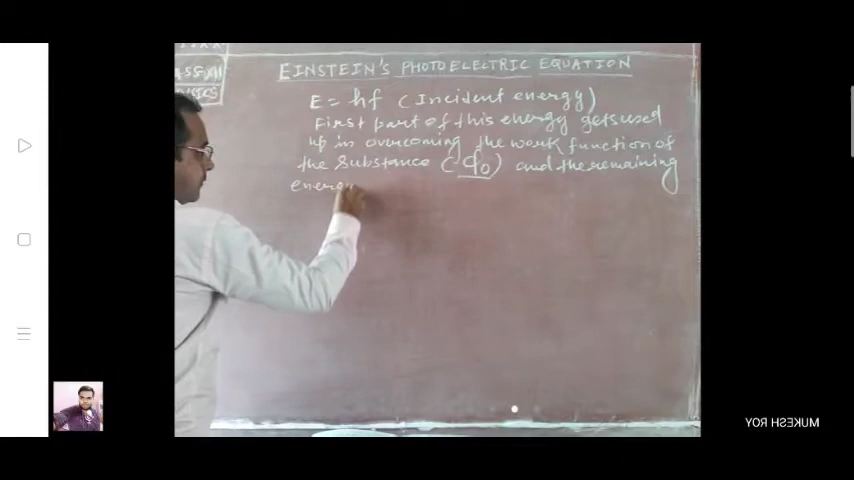 EINSTEIN'S PHOTOELECTRIC EQUATION
E = hf (Incident energy)
First part of this energy gets used
up in overcoming the work function of
the substance (ϕ₀) and the remaining
energy
MUKESH ROY